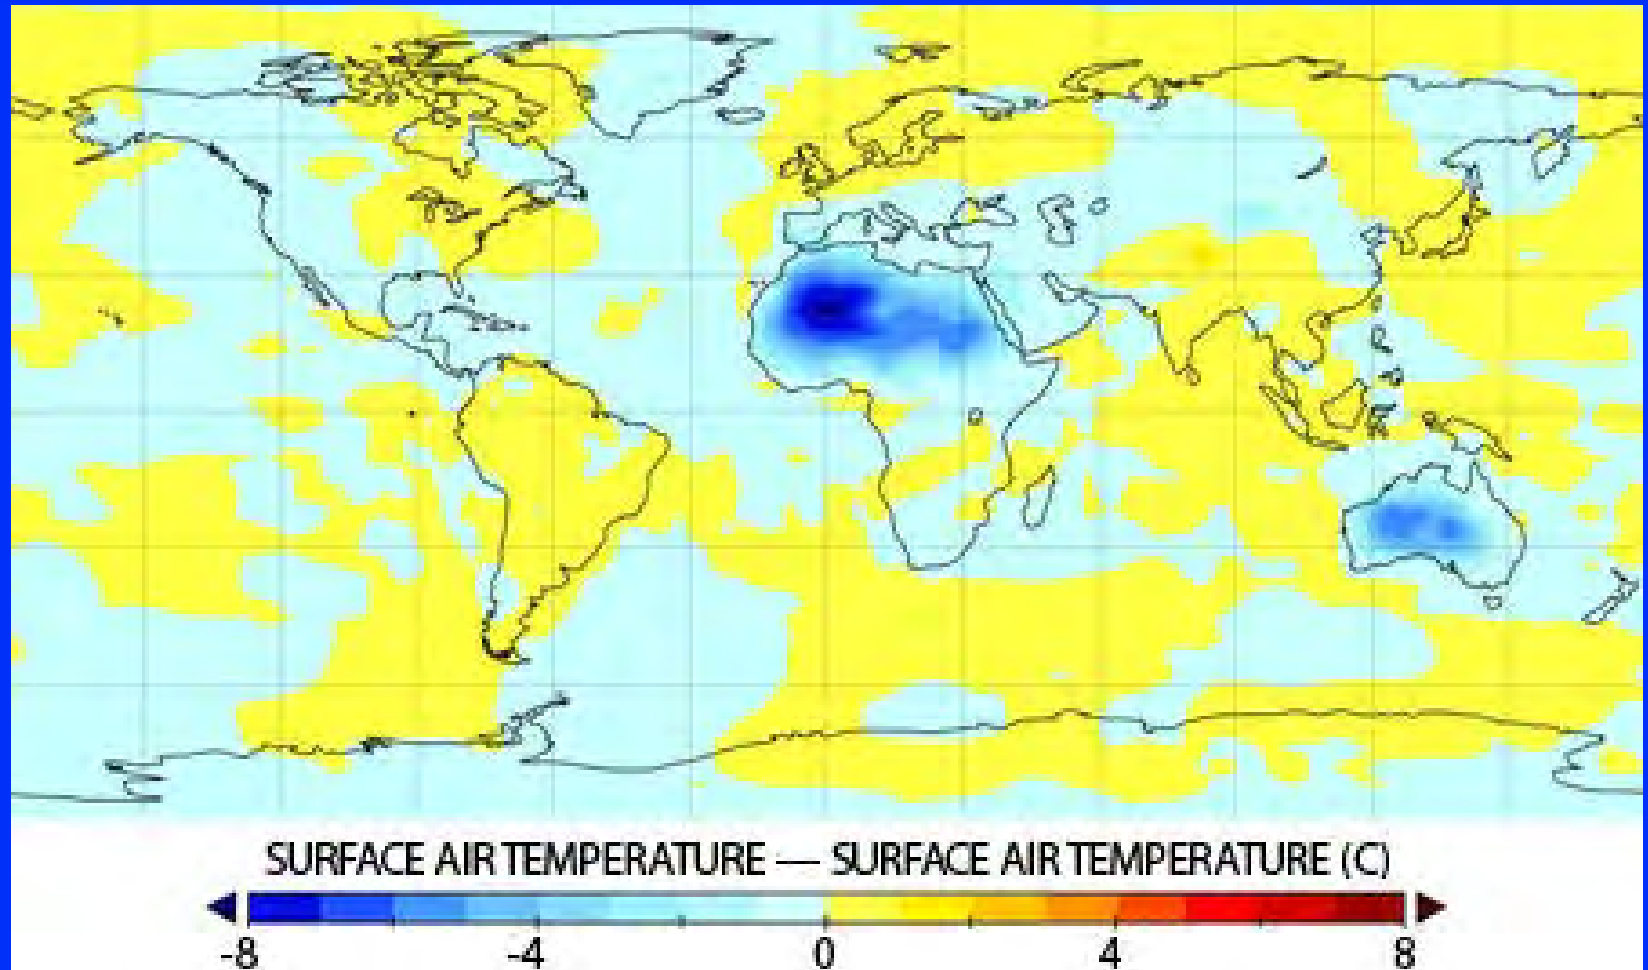 SURFACE AIR TEMPERATURE — SURFACE AIR TEMPERATURE (C)
-8 -4 0 4 8